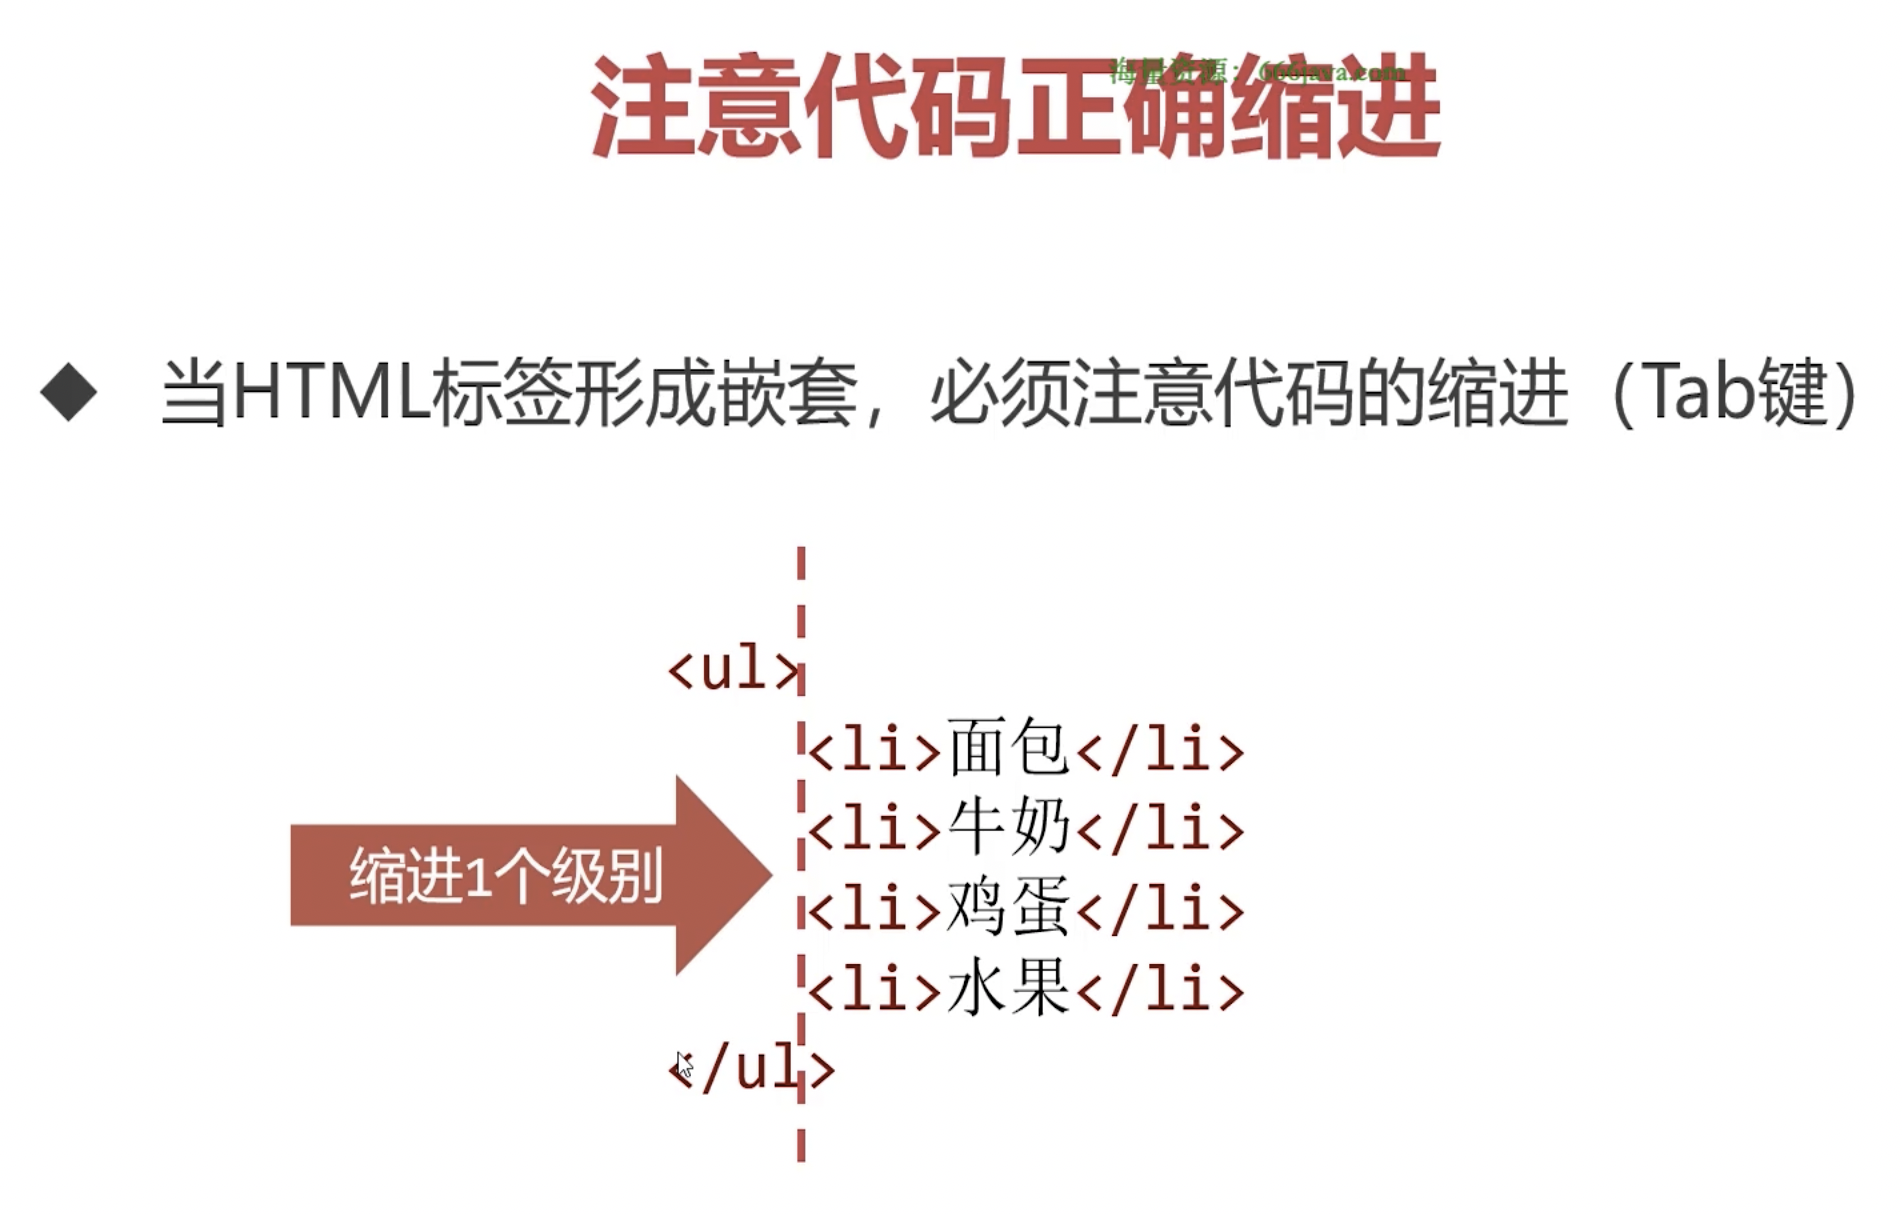 海量资源：666java.com
注意代码正确缩进
当HTML标签形成嵌套，必须注意代码的缩进（Tab键）
<ul>
<li>面包</li>
<li>牛奶</li>
缩进1个级别
<li>鸡蛋</li>
<li>水果</li>
</ul>